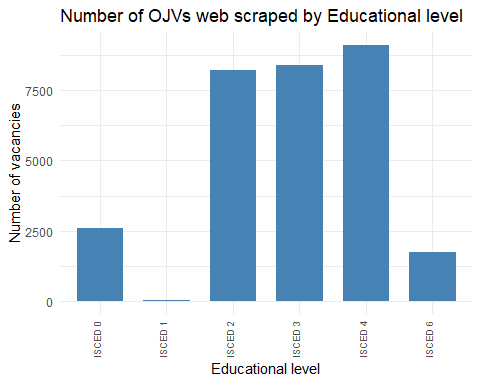 Number of OJVs web scraped by Educational level
Number of vacancies
7500
5000
2500
0
ISCED 0
ISCED 1
ISCED 2
ISCED 3
ISCED 4
ISCED 6
Educational level